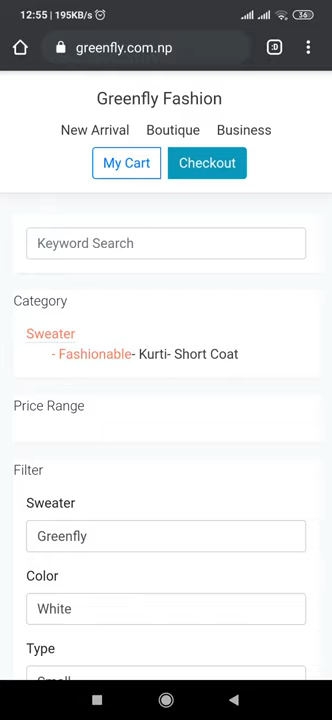 12:55 | 195KB/s
36
greenfly.com.np
:D
Greenfly Fashion
New Arrival Boutique Business
My Cart Checkout
Keyword Search
Category
Sweater
- Fashionable- Kurti- Short Coat
Price Range
Filter
Sweater
Greenfly
Color
White
Type
Small